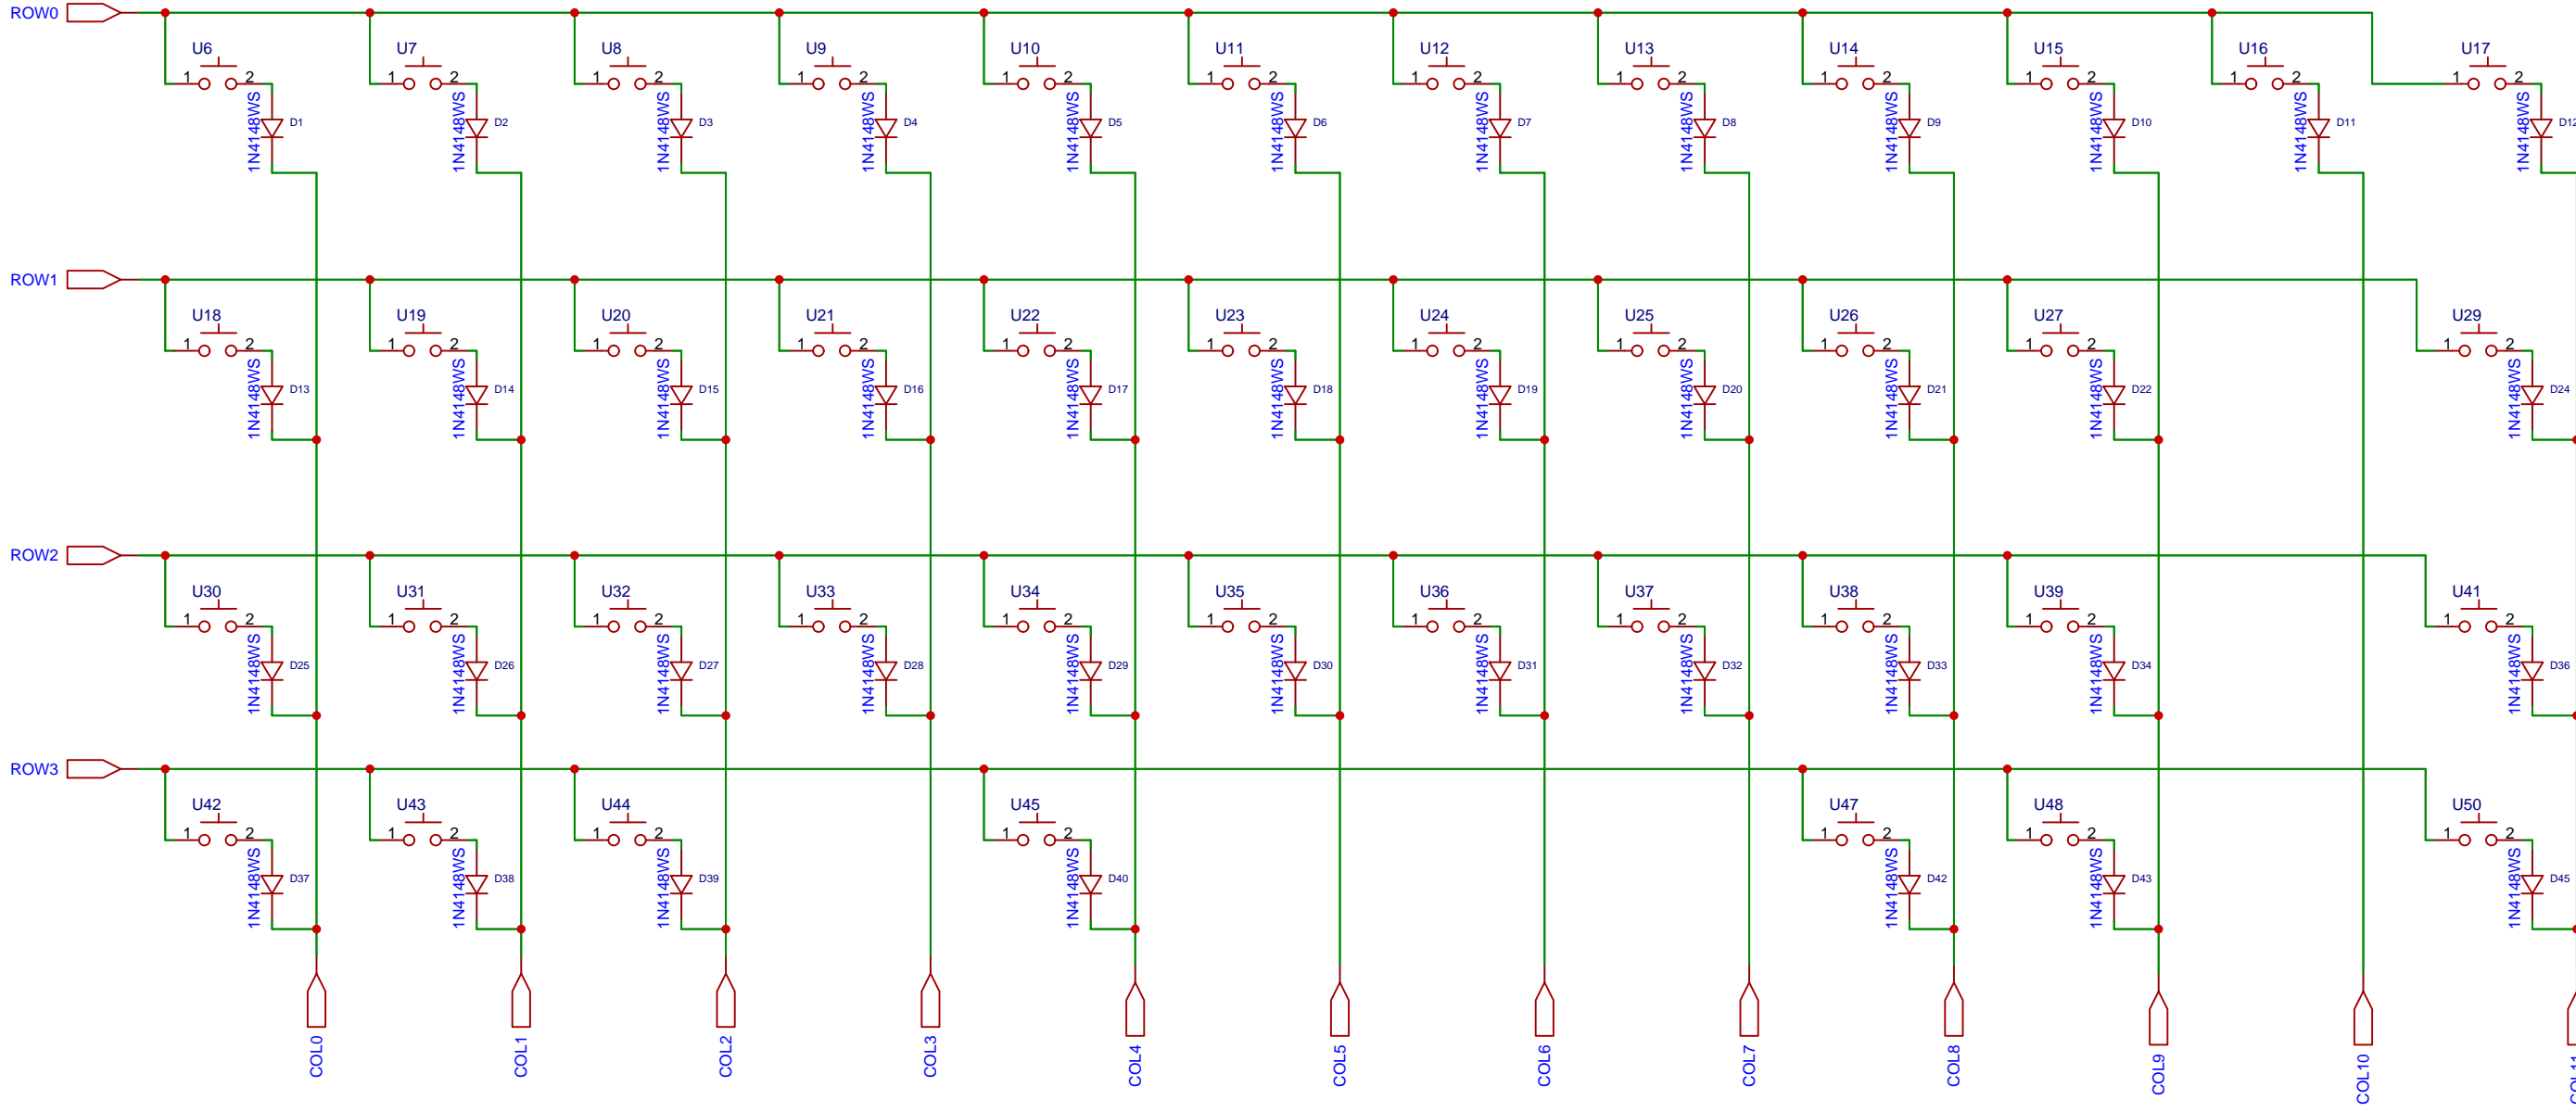 ROW0
U6 U7 U8 U9 U10 U11 U12 U13 U14 U15 U16 U17
1 2 1 2 1 2 1 2 1 2 1 2 1 2 1 2 1 2 1 2 1 2 1 2
1N4148WS D1 1N4148WS D2 1N4148WS D3 1N4148WS D4 1N4148WS D5 1N4148WS D6 1N4148WS D7 1N4148WS D8 1N4148WS D9 1N4148WS D10 1N4148WS D11 1N4148WS D12
ROW1
U18 U19 U20 U21 U22 U23 U24 U25 U26 U27 U29
1 2 1 2 1 2 1 2 1 2 1 2 1 2 1 2 1 2 1 2 1 2
1N4148WS D13 1N4148WS D14 1N4148WS D15 1N4148WS D16 1N4148WS D17 1N4148WS D18 1N4148WS D19 1N4148WS D20 1N4148WS D21 1N4148WS D22 1N4148WS D24
ROW2
U30 U31 U32 U33 U34 U35 U36 U37 U38 U39 U41
1 2 1 2 1 2 1 2 1 2 1 2 1 2 1 2 1 2 1 2 1 2
1N4148WS D25 1N4148WS D26 1N4148WS D27 1N4148WS D28 1N4148WS D29 1N4148WS D30 1N4148WS D31 1N4148WS D32 1N4148WS D33 1N4148WS D34 1N4148WS D36
ROW3
U42 U43 U44 U45 U47 U48 U50
1 2 1 2 1 2 1 2 1 2 1 2 1 2
1N4148WS D37 1N4148WS D38 1N4148WS D39 1N4148WS D40 1N4148WS D42 1N4148WS D43 1N4148WS D45
COL0 COL1 COL2 COL3 COL4 COL5 COL6 COL7 COL8 COL9 COL10 COL11